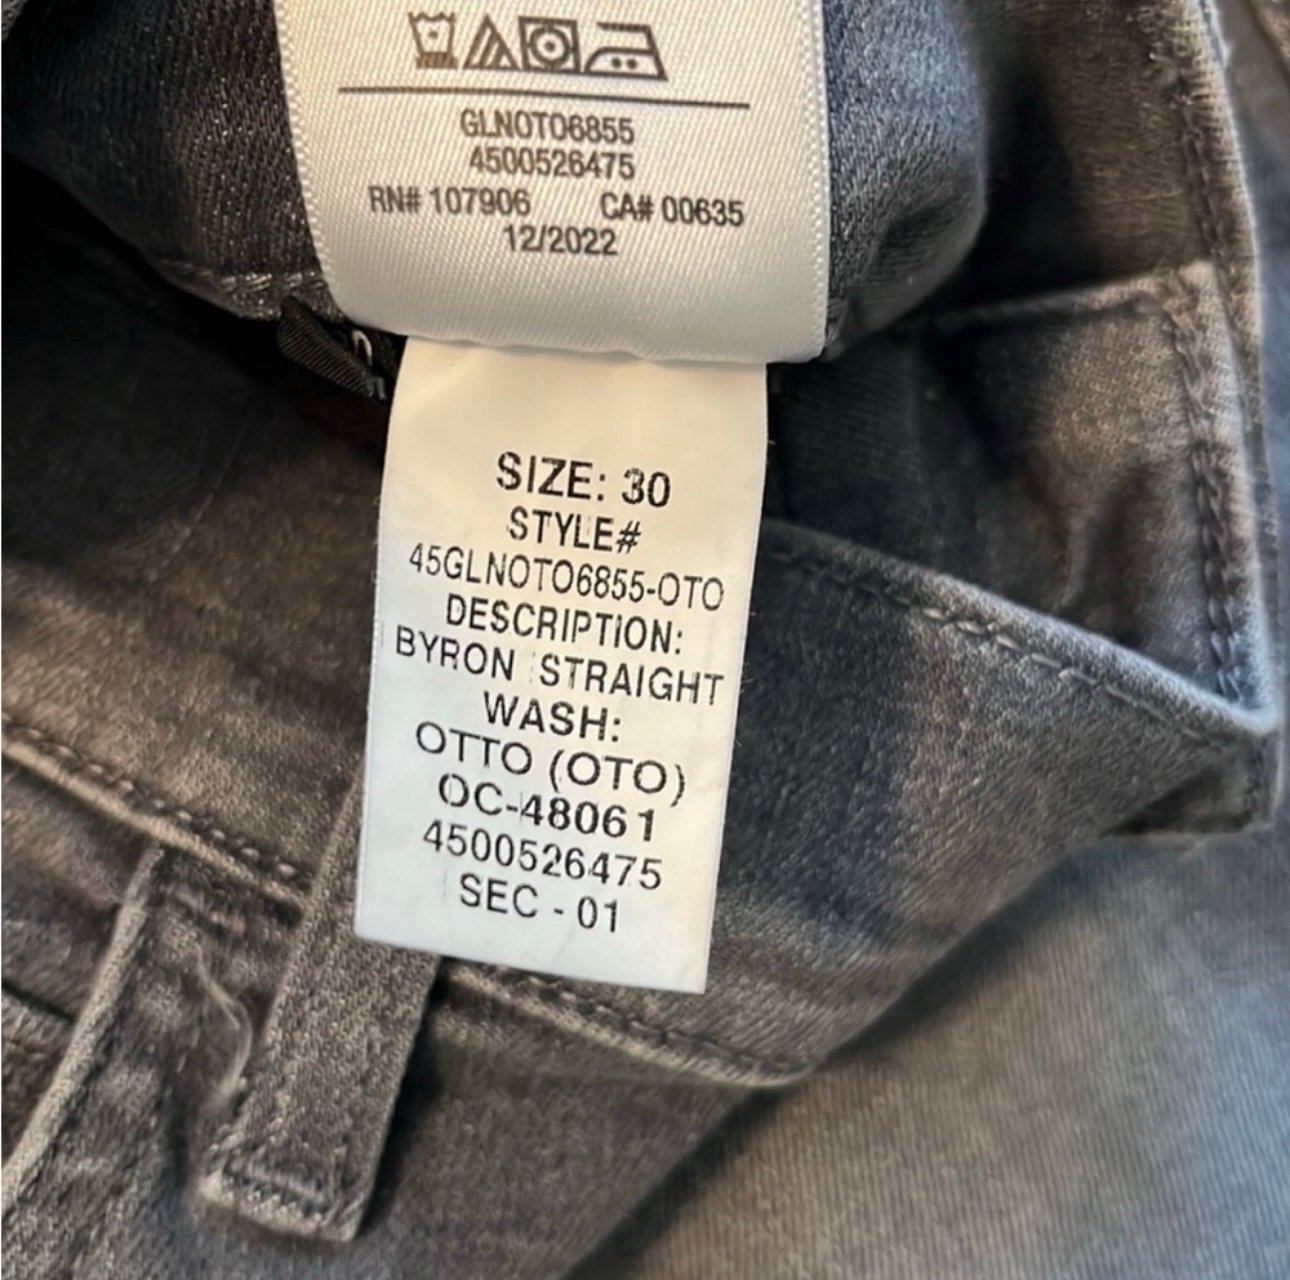 GLNOTO6855
4500526475
RN# 107906 CA# 00635
12/2022
SIZE: 30
STYLE#
45GLNOTO6855-OTO
DESCRIPTION:
BYRON STRAIGHT
WASH:
OTTO (OTO)
OC-48061
4500526475
SEC - 01